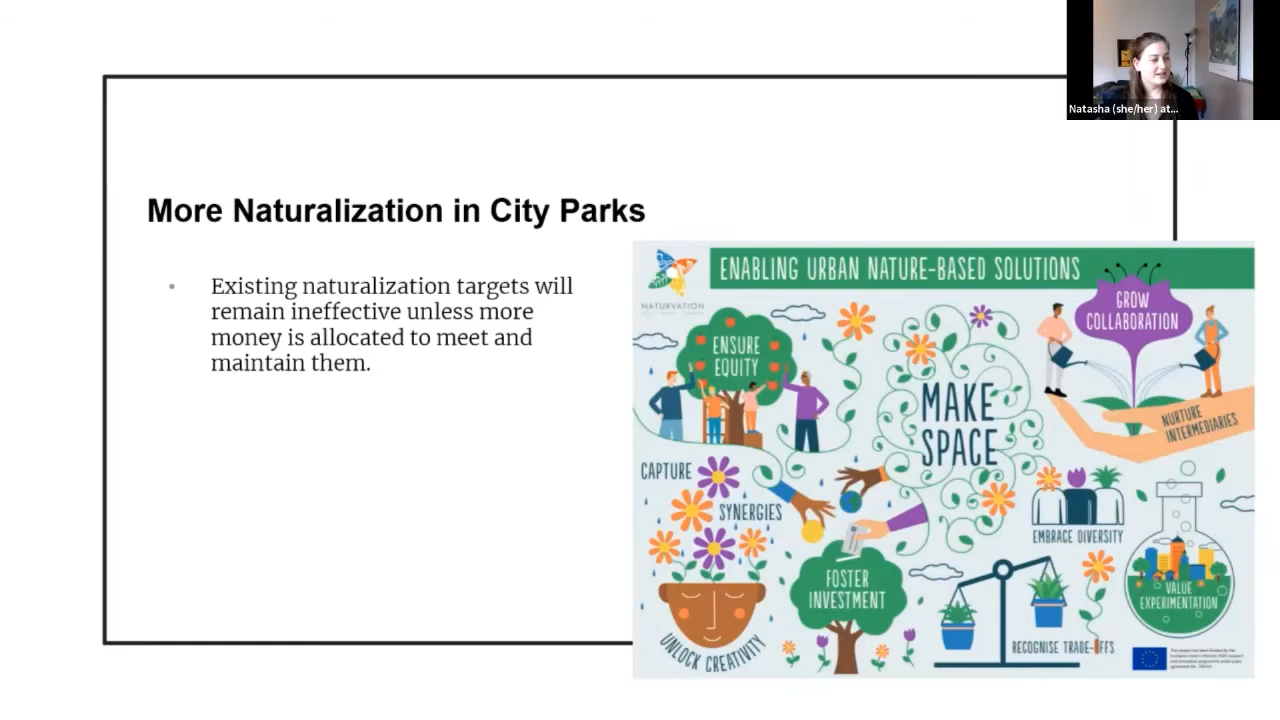 Natasha (she/her) at...
More Naturalization in City Parks
• Existing naturalization targets will
remain ineffective unless more
money is allocated to meet and
maintain them.
NATURVATION
ENABLING URBAN NATURE-BASED SOLUTIONS
ENSURE
EQUITY
MAKE
SPACE
GROW
COLLABORATION
NURTURE
INTERMEDIARIES
CAPTURE
SYNERGIES
UNLOCK CREATIVITY
FOSTER
INVESTMENT
EMBRACE DIVERSITY
RECOGNISE TRADE-OFFS
VALUE
EXPERIMENTATION